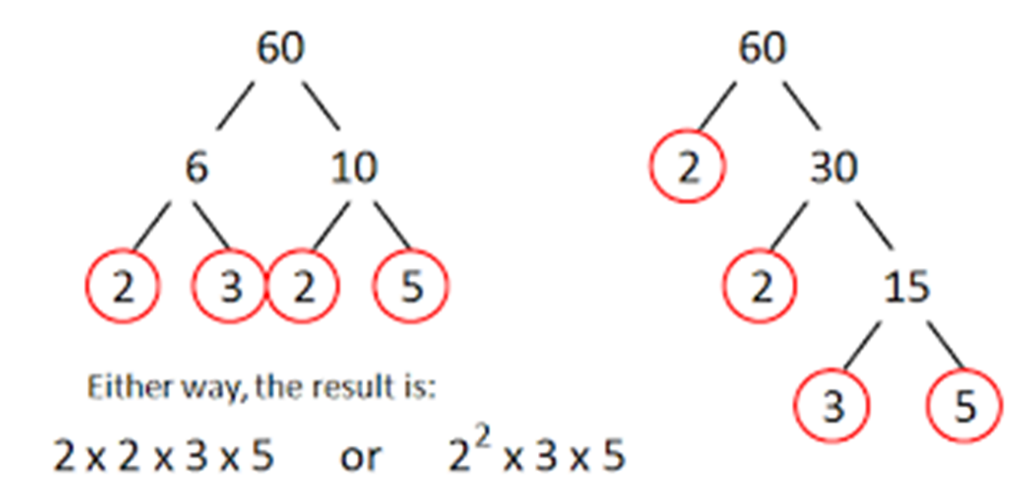 60
6 10
2 3 2 5
60
2 30
2 15
3 5
Either way, the result is:
2 x 2 x 3 x 5 or 2² x 3 x 5